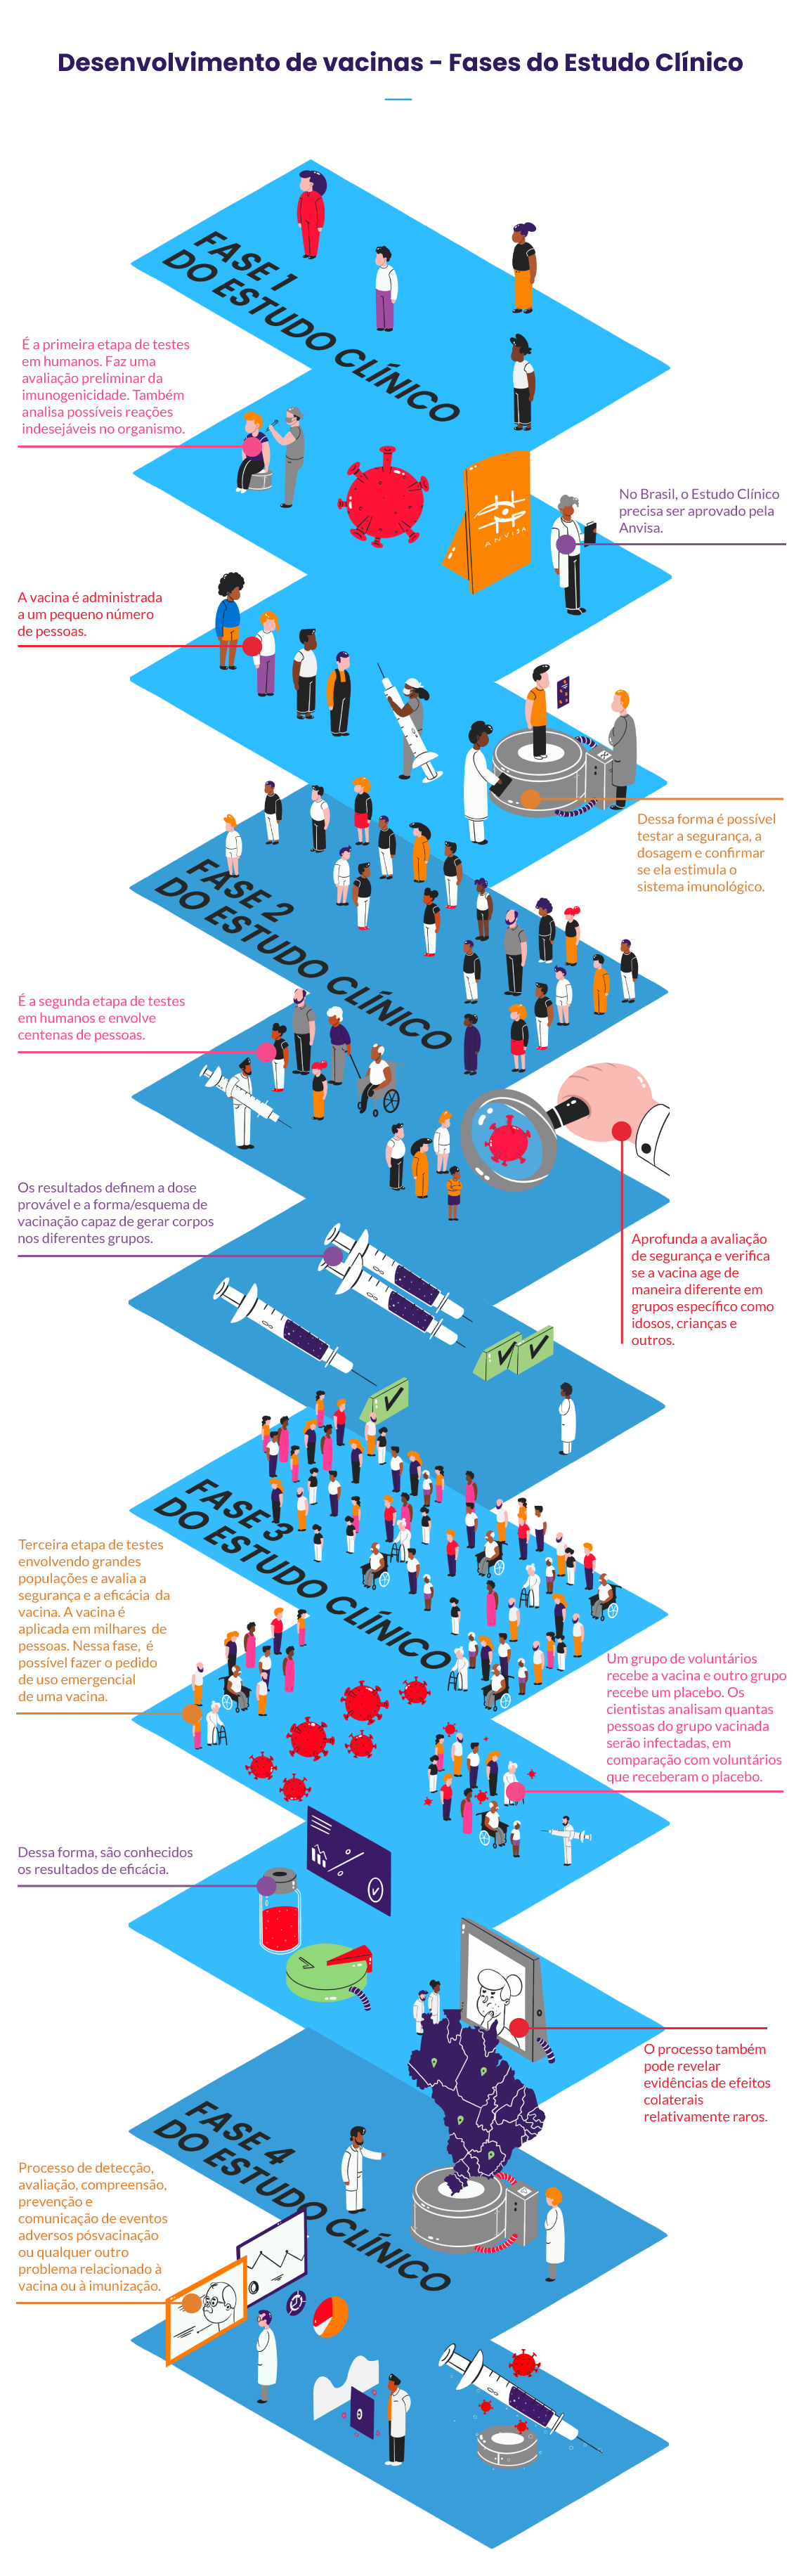 Desenvolvimento de vacinas - Fases do Estudo Clínico
FASE 1
DO ESTUDO CLÍNICO
É a primeira etapa de testes
em humanos. Faz uma
avaliação preliminar da
imunogenicidade. Também
analisa possíveis reações
indesejáveis no organismo.
ANVISA
No Brasil, o Estudo Clínico
precisa ser aprovado pela
Anvisa.
A vacina é administrada
a um pequeno número
de pessoas.
Dessa forma é possível
testar a segurança, a
dosagem e confirmar
se ela estimula o
sistema imunológico.
FASE 2
DO ESTUDO CLÍNICO
É a segunda etapa de testes
em humanos e envolve
centenas de pessoas.
Os resultados definem a dose
provável e a forma/esquema de
vacinação capaz de gerar corpos
nos diferentes grupos.
Aprofunda a avaliação
de segurança e verifica
se a vacina age de
maneira diferente em
grupos específico como
idosos, crianças e
outros.
FASE 3
DO ESTUDO CLÍNICO
Terceira etapa de testes
envolvendo grandes
populações e avalia a
segurança e a eficácia da
vacina. A vacina é
aplicada em milhares de
pessoas. Nessa fase, é
possível fazer o pedido
de uso emergencial
de uma vacina.
Um grupo de voluntários
recebe a vacina e outro grupo
recebe um placebo. Os
cientistas analisam quantas
pessoas do grupo vacinada
serão infectadas, em
comparação com voluntários
que receberam o placebo.
Dessa forma, são conhecidos
os resultados de eficácia.
O processo também
pode revelar
evidências de efeitos
colaterais
relativamente raros.
FASE 4
DO ESTUDO CLÍNICO
Processo de detecção,
avaliação, compreensão,
prevenção e
comunicação de eventos
adversos pósvacinação
ou qualquer outro
problema relacionado à
vacina ou à imunização.